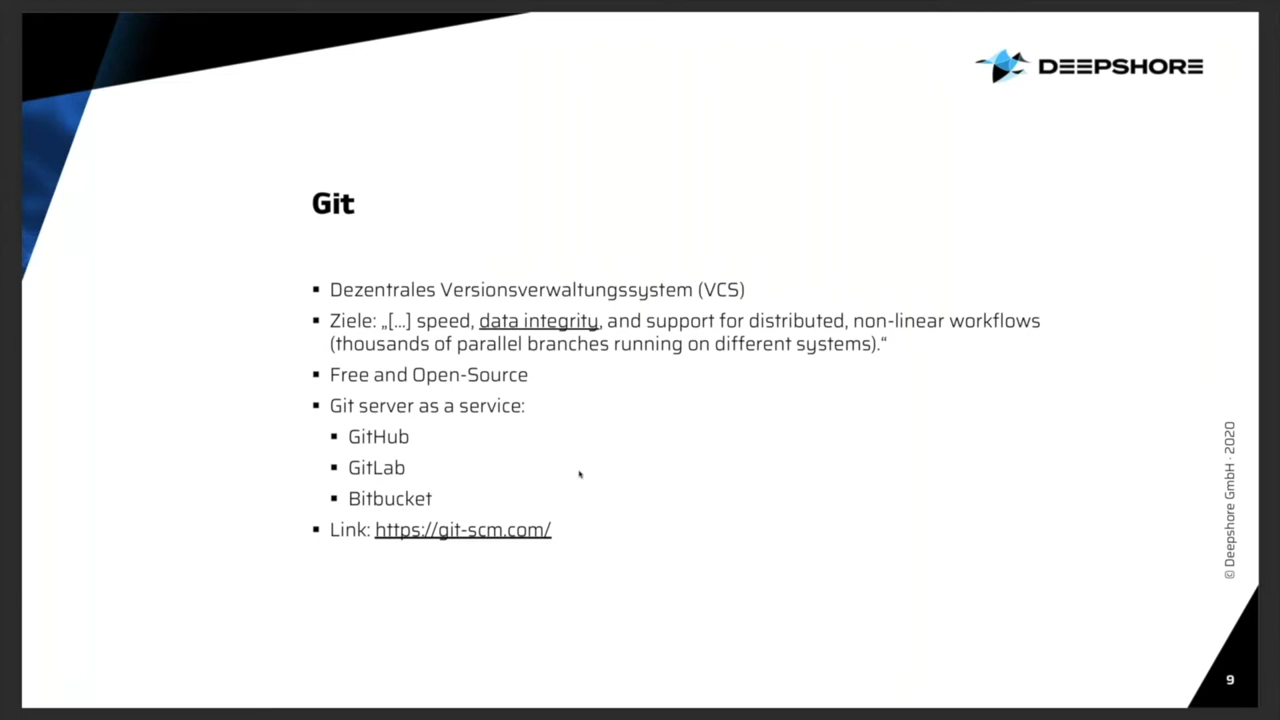 DEEPSHORE
Git
▪ Dezentrales Versionsverwaltungssystem (VCS)
▪ Ziele: „[...] speed, data integrity, and support for distributed, non-linear workflows
(thousands of parallel branches running on different systems).“
▪ Free and Open-Source
▪ Git server as a service:
▪ GitHub
▪ GitLab
▪ Bitbucket
▪ Link: https://git-scm.com/
© Deepshore GmbH · 2020
9